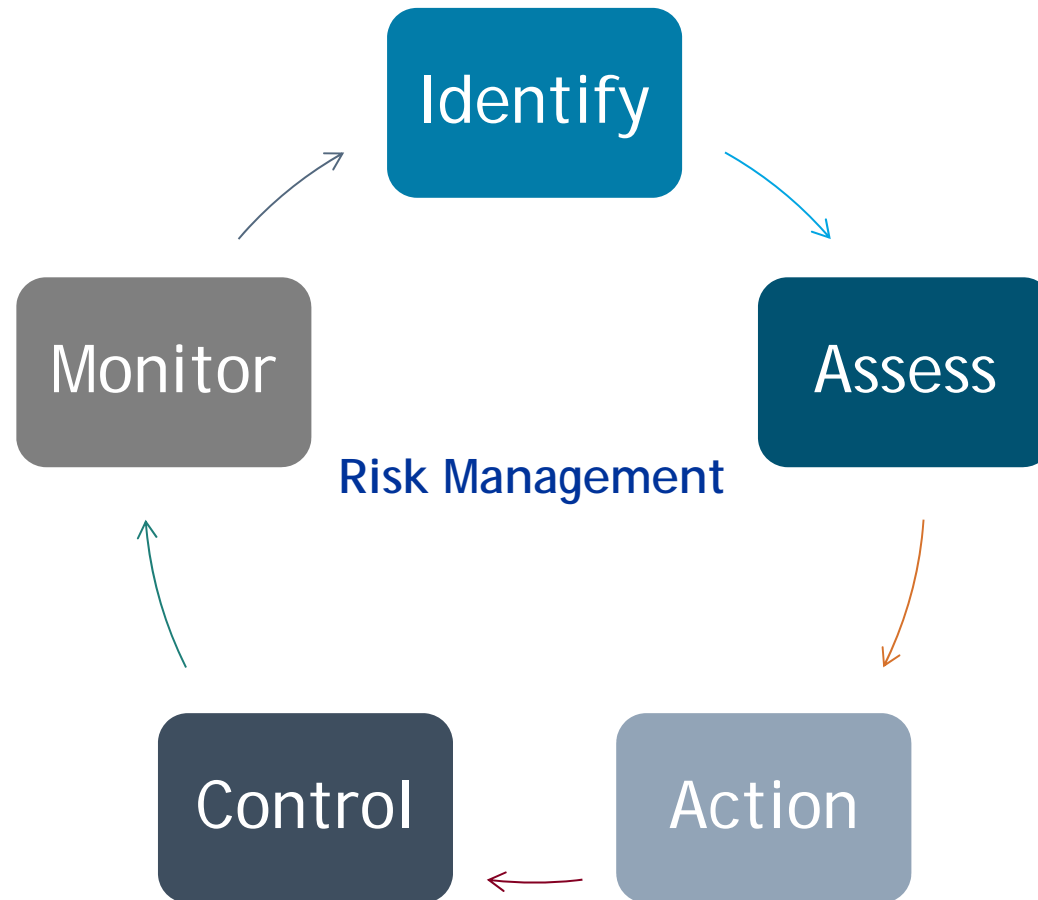 Identify
Monitor
Assess
Risk Management
Control
Action